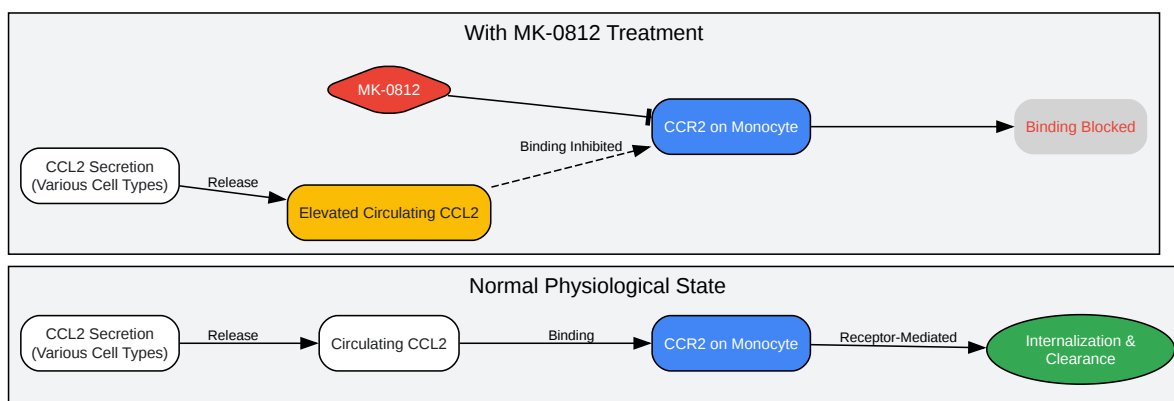 With MK-0812 Treatment
MK-0812
CCR2 on Monocyte
Binding Blocked
Binding Inhibited
CCL2 Secretion
(Various Cell Types)
Release
Elevated Circulating CCL2
Normal Physiological State
CCL2 Secretion
(Various Cell Types)
Release
Circulating CCL2
Binding
CCR2 on Monocyte
Receptor-Mediated
Internalization &
Clearance